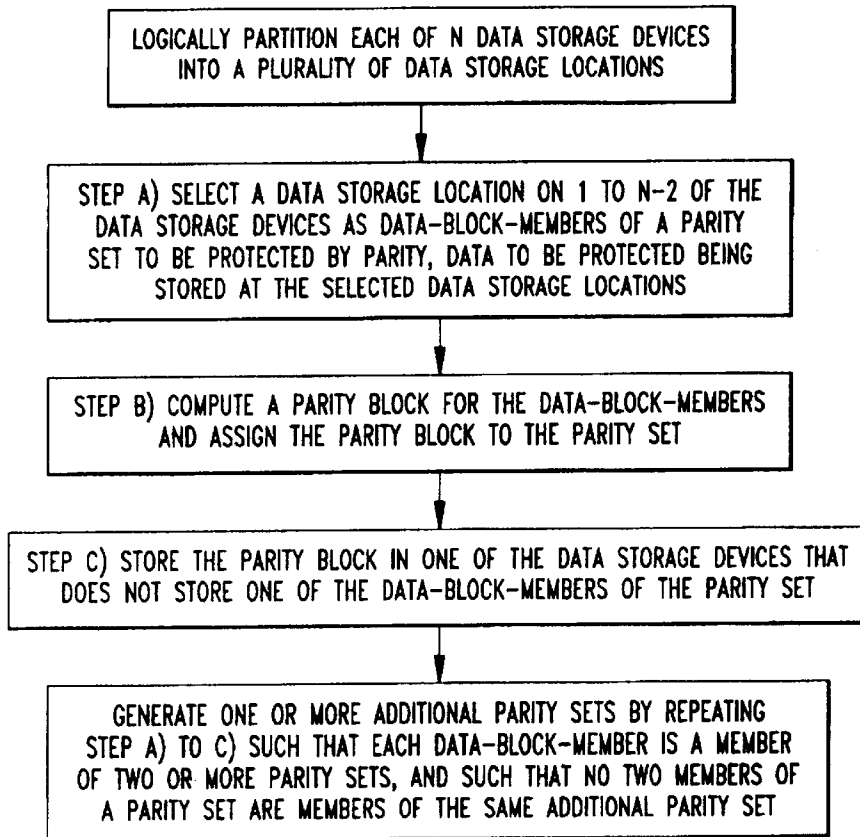 LOGICALLY PARTITION EACH OF N DATA STORAGE DEVICES
INTO A PLURALITY OF DATA STORAGE LOCATIONS
STEP A) SELECT A DATA STORAGE LOCATION ON 1 TO N-2 OF THE
DATA STORAGE DEVICES AS DATA-BLOCK-MEMBERS OF A PARITY
SET TO BE PROTECTED BY PARITY, DATA TO BE PROTECTED BEING
STORED AT THE SELECTED DATA STORAGE LOCATIONS
STEP B) COMPUTE A PARITY BLOCK FOR THE DATA-BLOCK-MEMBERS
AND ASSIGN THE PARITY BLOCK TO THE PARITY SET
STEP C) STORE THE PARITY BLOCK IN ONE OF THE DATA STORAGE DEVICES THAT
DOES NOT STORE ONE OF THE DATA-BLOCK-MEMBERS OF THE PARITY SET
GENERATE ONE OR MORE ADDITIONAL PARITY SETS BY REPEATING
STEP A) TO C) SUCH THAT EACH DATA-BLOCK-MEMBER IS A MEMBER
OF TWO OR MORE PARITY SETS, AND SUCH THAT NO TWO MEMBERS OF
A PARITY SET ARE MEMBERS OF THE SAME ADDITIONAL PARITY SET